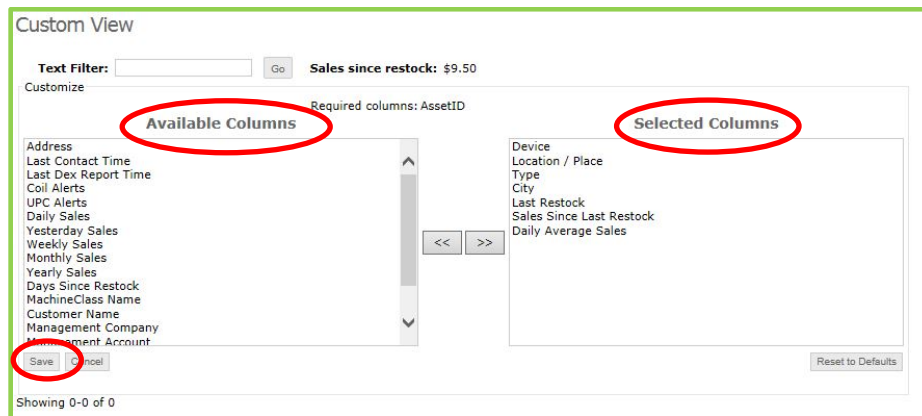 Custom View
Text Filter: Go Sales since restock: $9.50
Customize
Required columns: AssetID
Available Columns
Address
Last Contact Time
Last Dex Report Time
Coil Alerts
UPC Alerts
Daily Sales
Yesterday Sales
Weekly Sales
Monthly Sales
Yearly Sales
Days Since Restock
MachineClass Name
Customer Name
Management Company
Management Account
<< >>
Selected Columns
Device
Location / Place
Type
City
Last Restock
Sales Since Last Restock
Daily Average Sales
Save Cancel Reset to Defaults
Showing 0-0 of 0